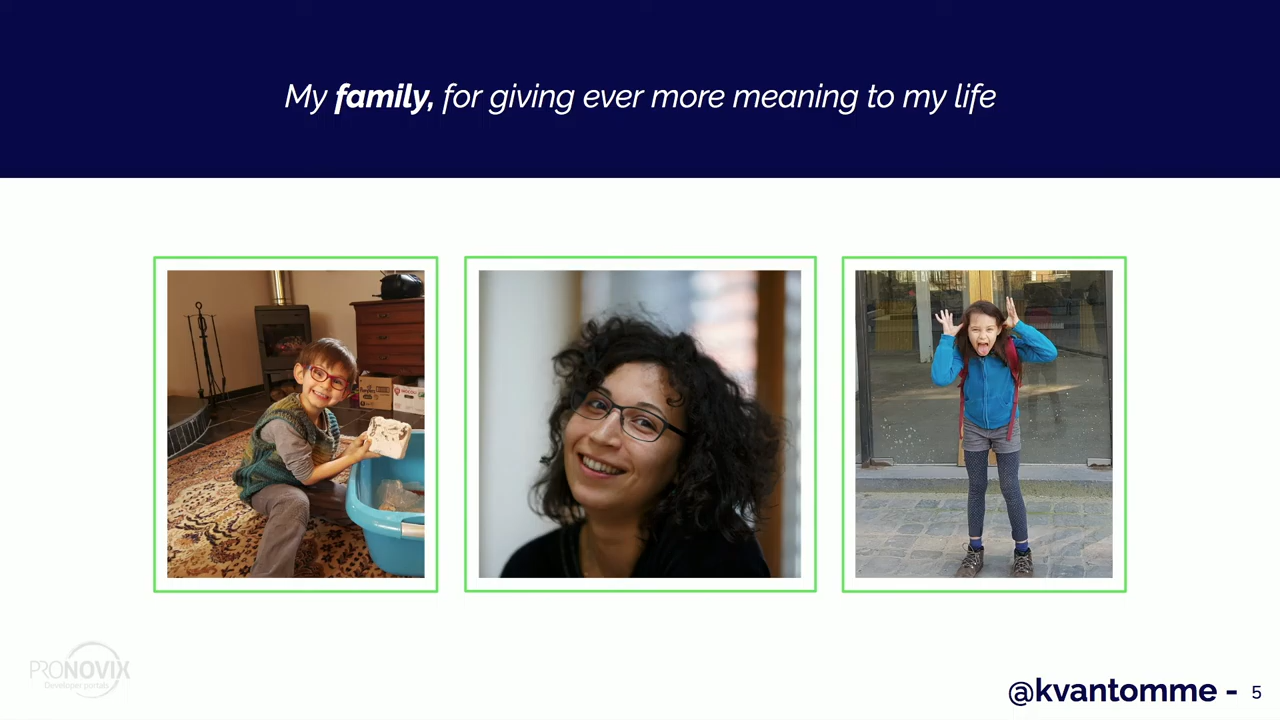 My family, for giving ever more meaning to my life
PRONOVIX
Developer portals
@kvantomme - 5